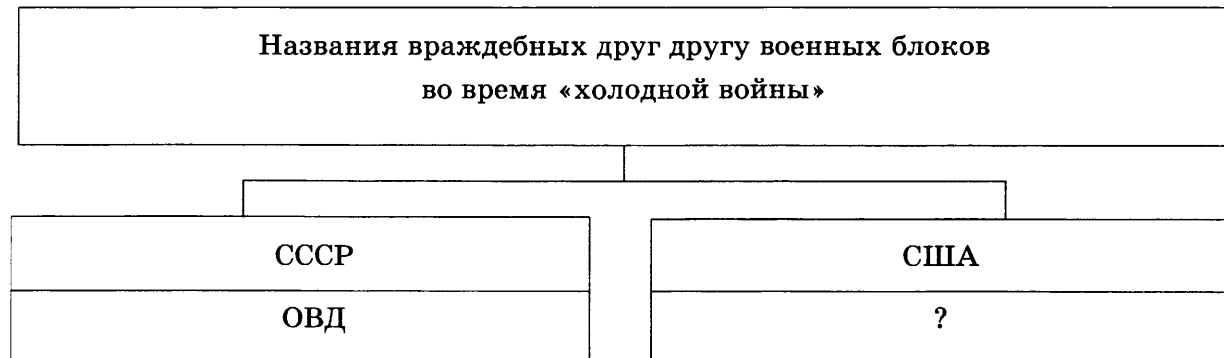 Названия враждебных друг другу военных блоков
во время «холодной войны»
СССР
США
ОВД
?